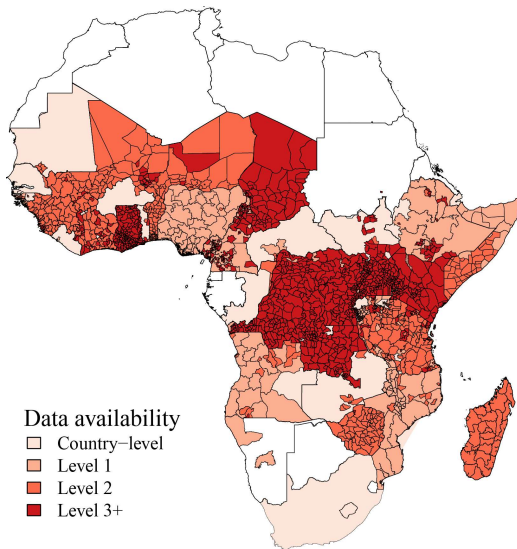 Data availability
Country−level
Level 1
Level 2
Level 3+